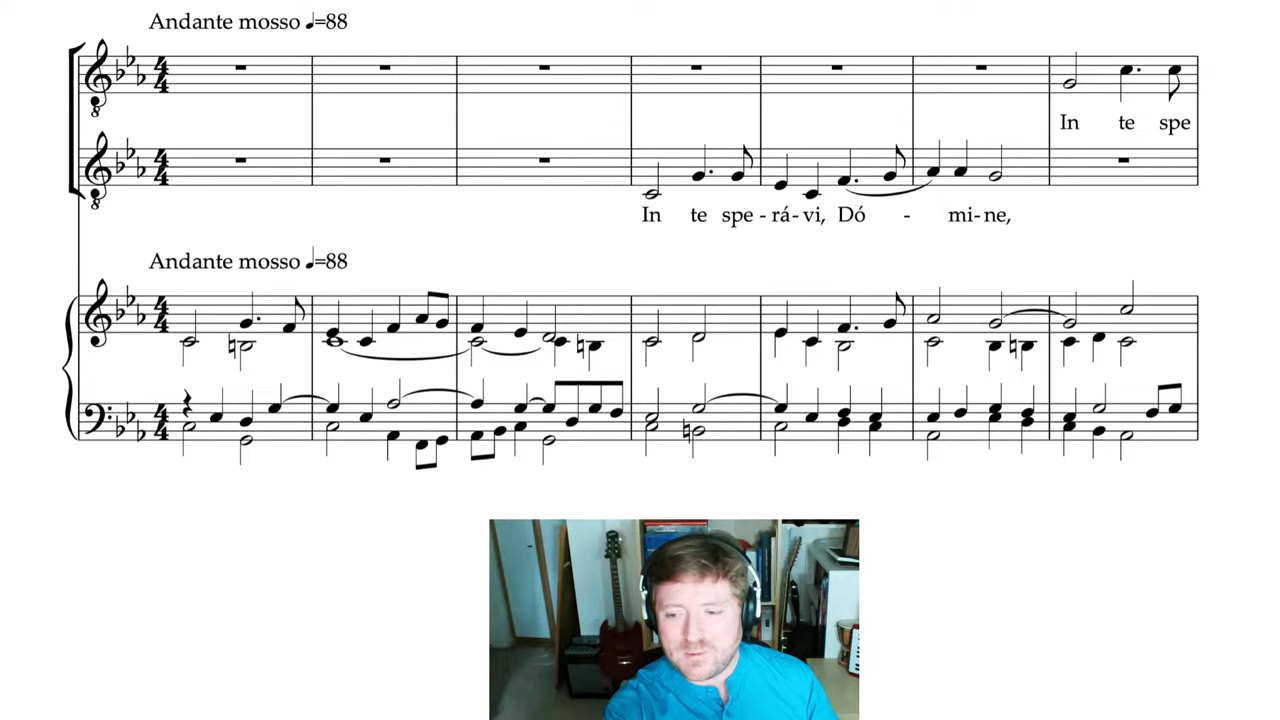 Andante mosso ♩=88
In te spe
In te spe-rá-vi, Dó - mi-ne,
Andante mosso ♩=88